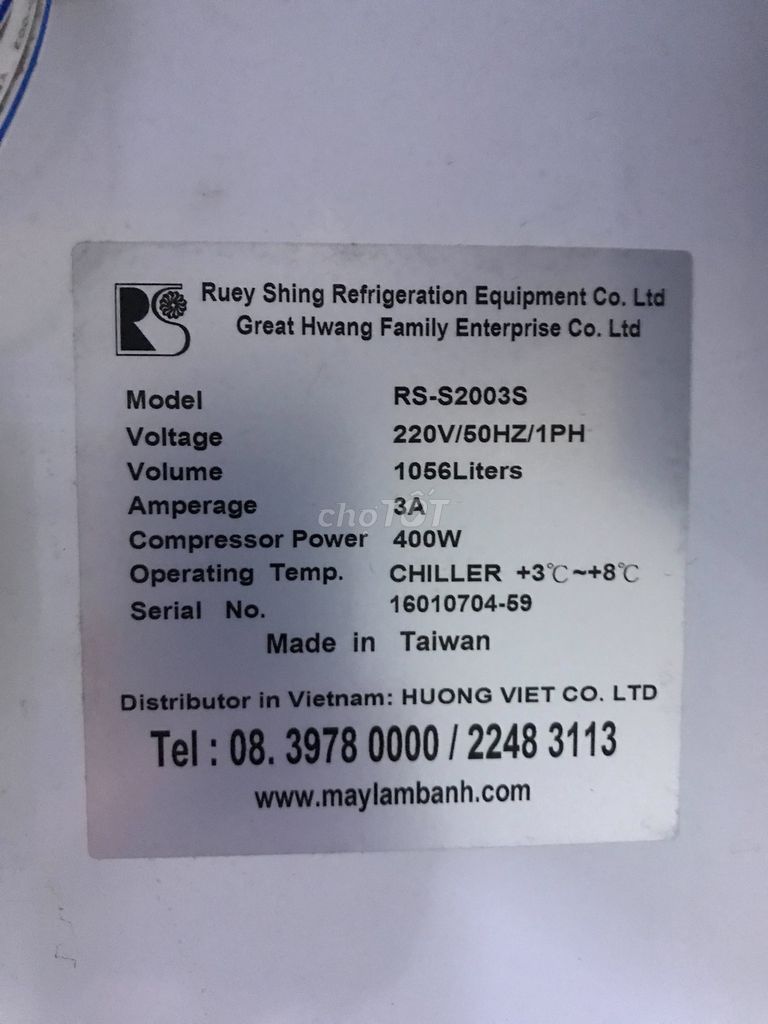 RS
Ruey Shing Refrigeration Equipment Co. Ltd
Great Hwang Family Enterprise Co. Ltd
Model RS-S2003S
Voltage 220V/50HZ/1PH
Volume 1056Liters
Amperage 3A
choTỐT
Compressor Power 400W
Operating Temp. CHILLER +3℃~+8℃
Serial No. 16010704-59
Made in Taiwan
Distributor in Vietnam: HUONG VIET CO. LTD
Tel : 08. 3978 0000 / 2248 3113
www.maylambanh.com